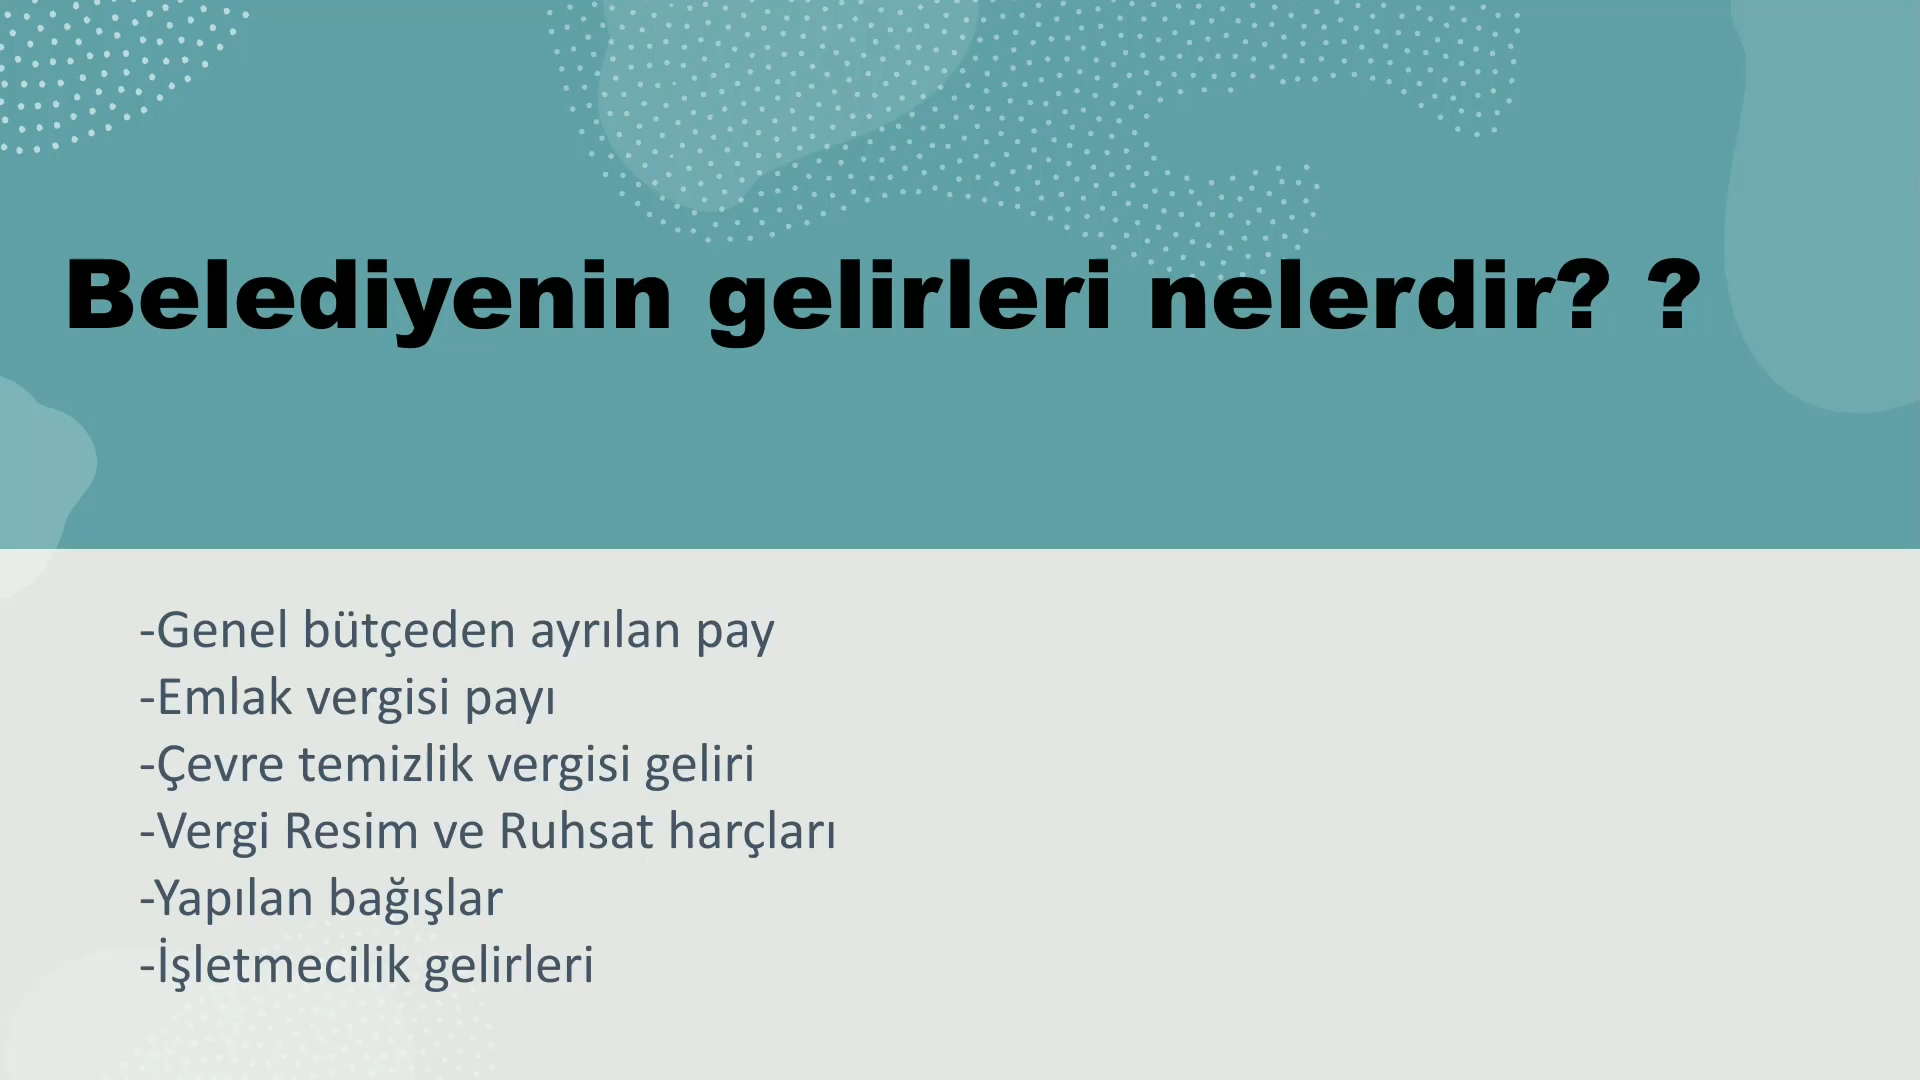 Belediyenin gelirleri nelerdir? ?
-Genel bütçeden ayrılan pay
-Emlak vergisi payı
-Çevre temizlik vergisi geliri
-Vergi Resim ve Ruhsat harçları
-Yapılan bağışlar
-İşletmecilik gelirleri